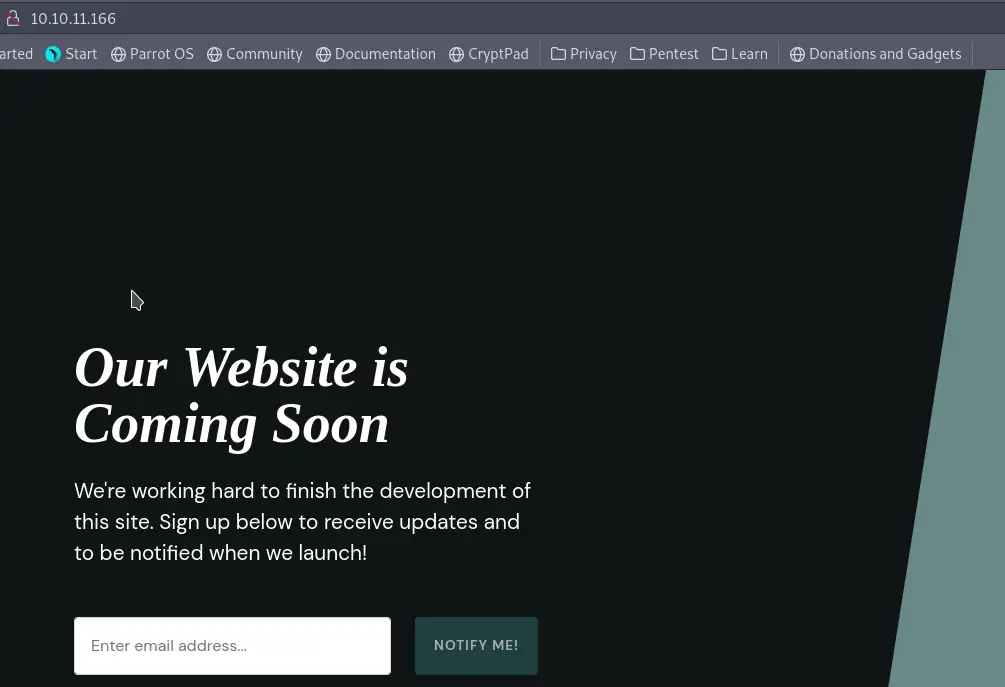 10.10.11.166
arted Start Parrot OS Community Documentation CryptPad Privacy Pentest Learn Donations and Gadgets
Our Website is
Coming Soon
We're working hard to finish the development of
this site. Sign up below to receive updates and
to be notified when we launch!
Enter email address... NOTIFY ME!